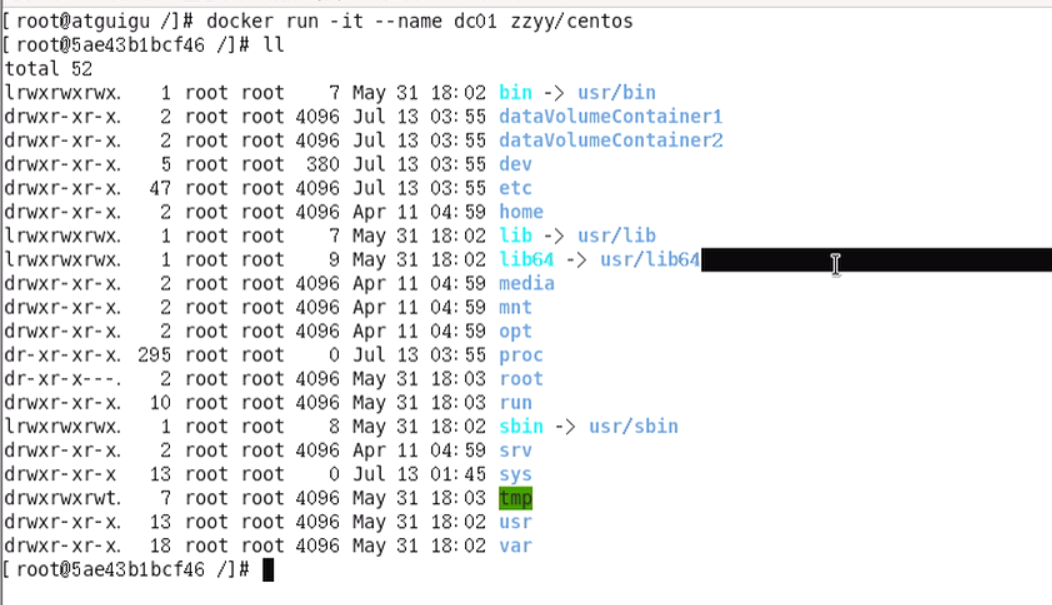 [root@atguigu /]# docker run -it --name dc01 zzyy/centos
[root@5ae43b1bcf46 /]# ll
total 52
lrwxrwxrwx.   1 root root    7 May 31 18:02 bin -> usr/bin
drwxr-xr-x.   2 root root 4096 Jul 13 03:55 dataVolumeContainer1
drwxr-xr-x.   2 root root 4096 Jul 13 03:55 dataVolumeContainer2
drwxr-xr-x.   5 root root  380 Jul 13 03:55 dev
drwxr-xr-x.  47 root root 4096 Jul 13 03:55 etc
drwxr-xr-x.   2 root root 4096 Apr 11 04:59 home
lrwxrwxrwx.   1 root root    7 May 31 18:02 lib -> usr/lib
lrwxrwxrwx.   1 root root    9 May 31 18:02 lib64 -> usr/lib64
drwxr-xr-x.   2 root root 4096 Apr 11 04:59 media
drwxr-xr-x.   2 root root 4096 Apr 11 04:59 mnt
drwxr-xr-x.   2 root root 4096 Apr 11 04:59 opt
dr-xr-xr-x. 295 root root    0 Jul 13 03:55 proc
dr-xr-x---.   2 root root 4096 May 31 18:03 root
drwxr-xr-x.  10 root root 4096 May 31 18:03 run
lrwxrwxrwx.   1 root root    8 May 31 18:02 sbin -> usr/sbin
drwxr-xr-x.   2 root root 4096 Apr 11 04:59 srv
dr-xr-xr-x   13 root root    0 Jul 13 01:45 sys
drwxrwxrwt.   7 root root 4096 May 31 18:03 tmp
drwxr-xr-x.  13 root root 4096 May 31 18:02 usr
drwxr-xr-x.  18 root root 4096 May 31 18:02 var
[root@5ae43b1bcf46 /]#